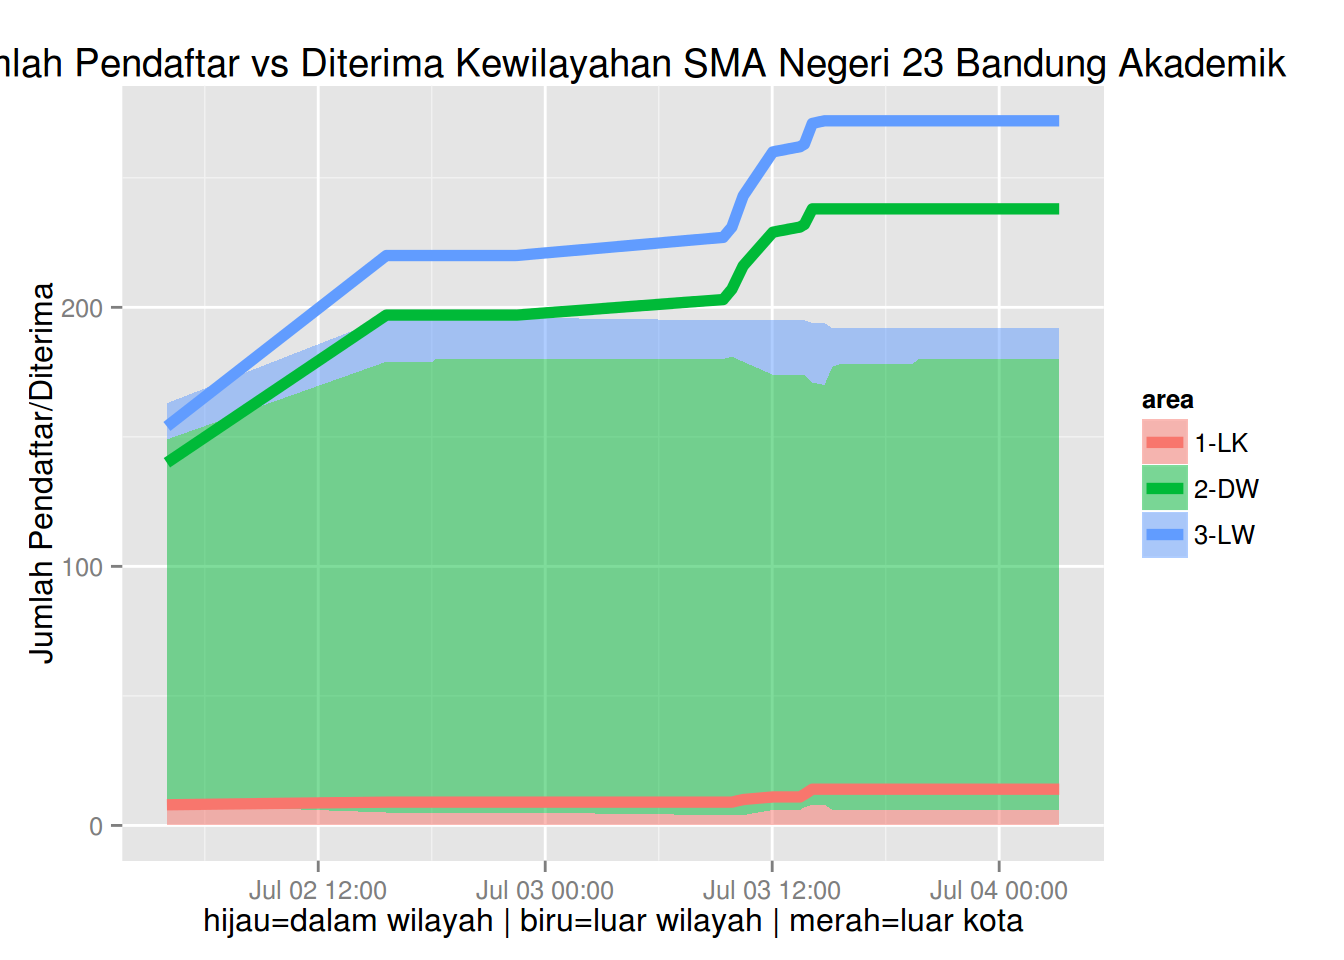 mlah Pendaftar vs Diterima Kewilayahan SMA Negeri 23 Bandung Akademik
Jumlah Pendaftar/Diterima
200
100
0
Jul 02 12:00
Jul 03 00:00
Jul 03 12:00
Jul 04 00:00
hijau=dalam wilayah | biru=luar wilayah | merah=luar kota
area
1-LK
2-DW
3-LW